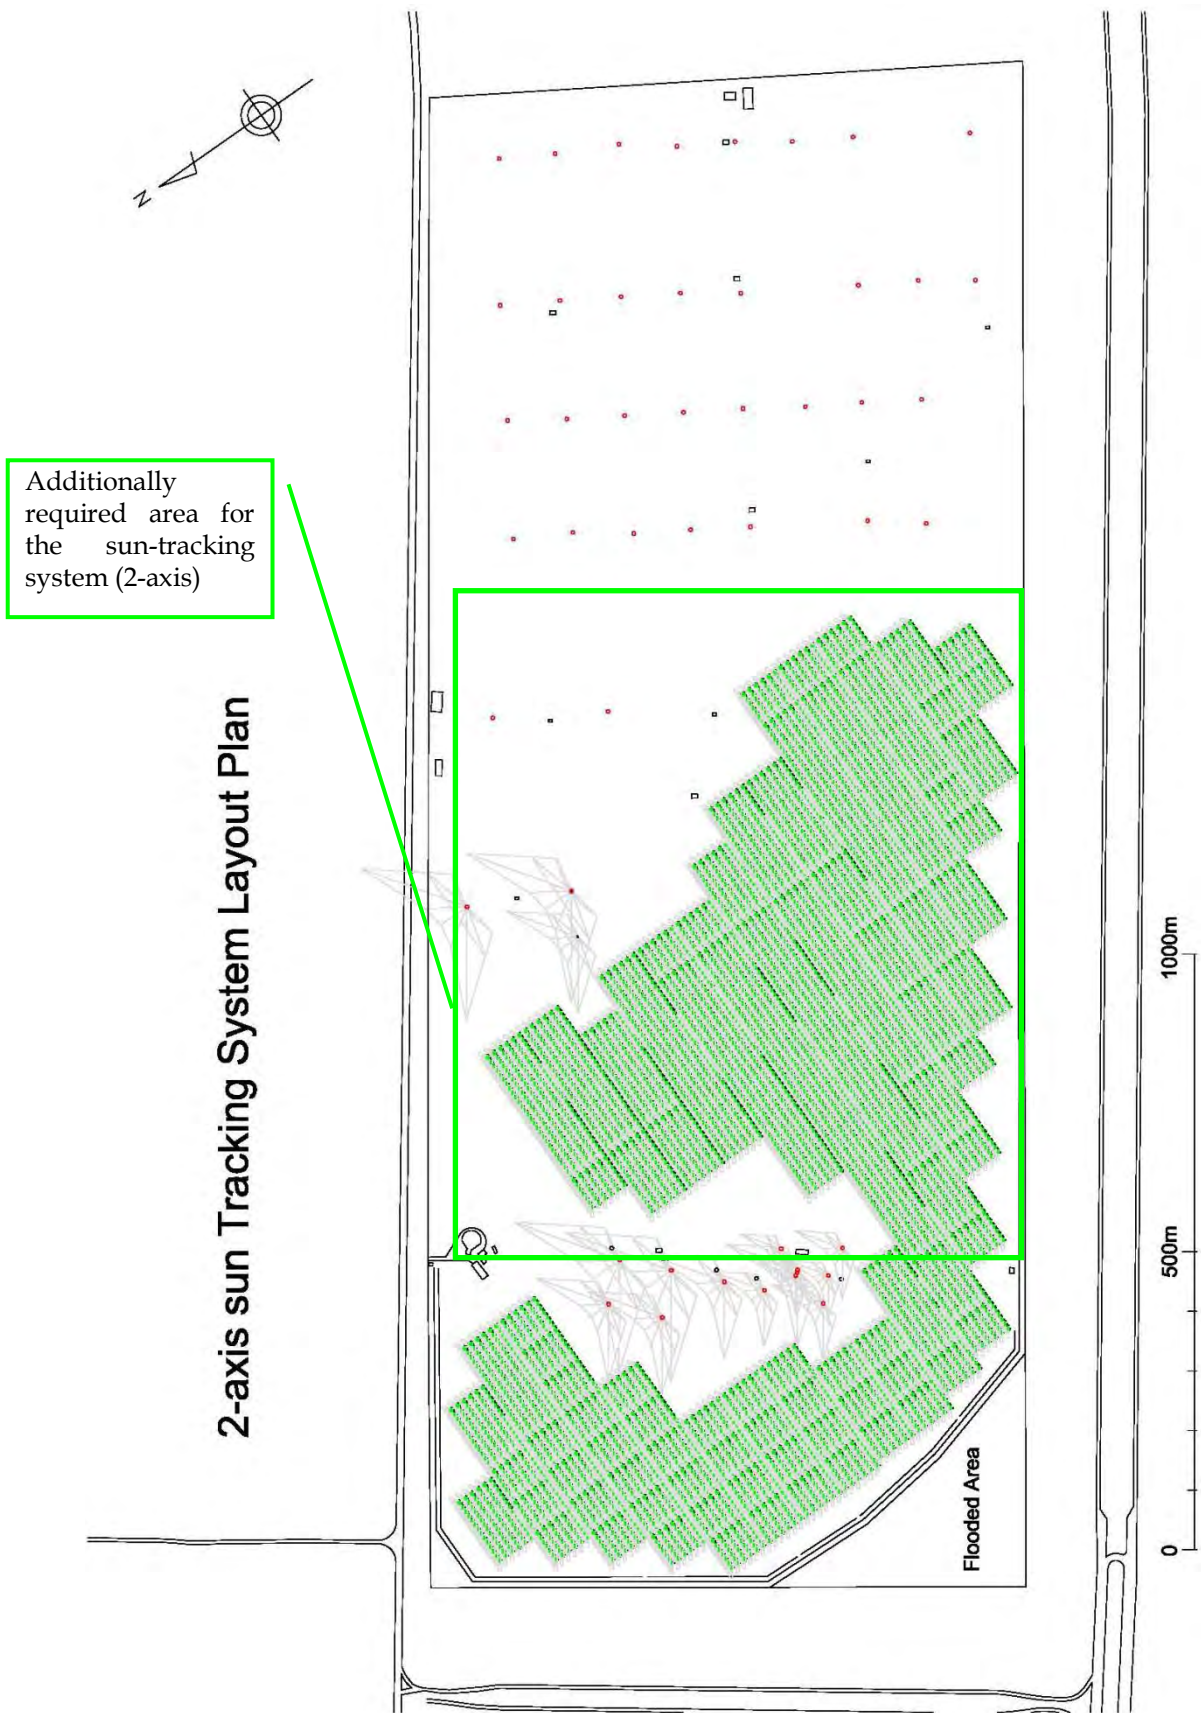 N
Additionally
required area for
the sun-tracking
system (2-axis)
2-axis sun Tracking System Layout Plan
Flooded Area
0
500m
1000m